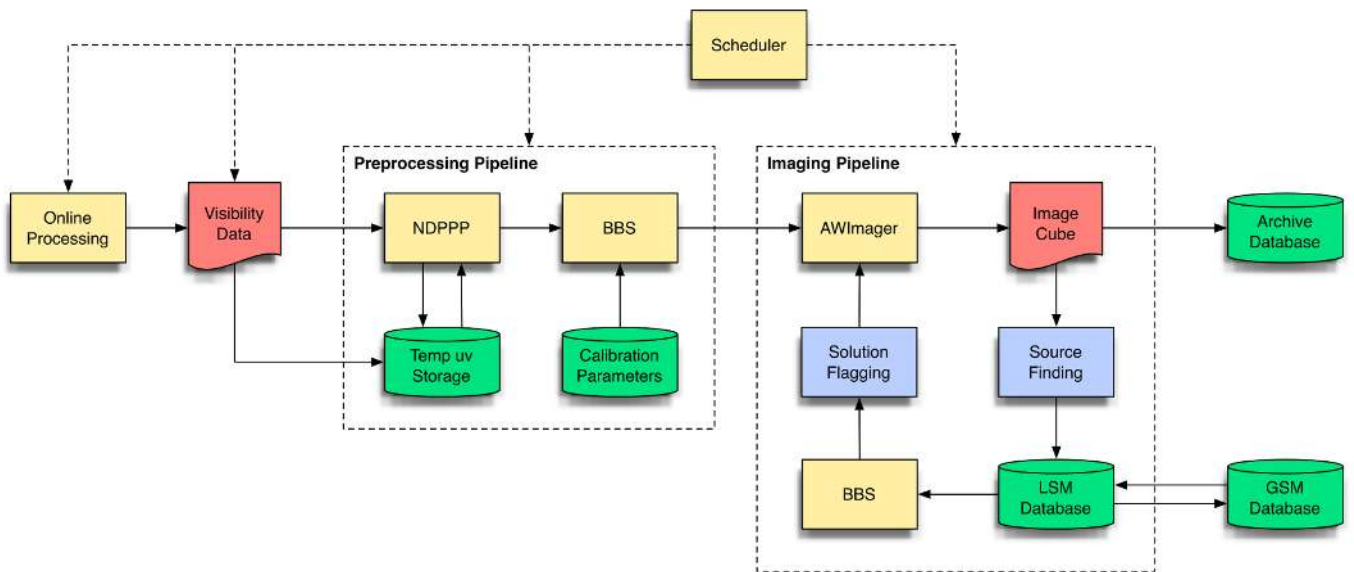 Scheduler
Preprocessing Pipeline
Imaging Pipeline
Online
Processing
Visibility
Data
NDPPP
BBS
AWImager
Image
Cube
Archive
Database
Temp uv
Storage
Calibration
Parameters
Solution
Flagging
Source
Finding
BBS
LSM
Database
GSM
Database